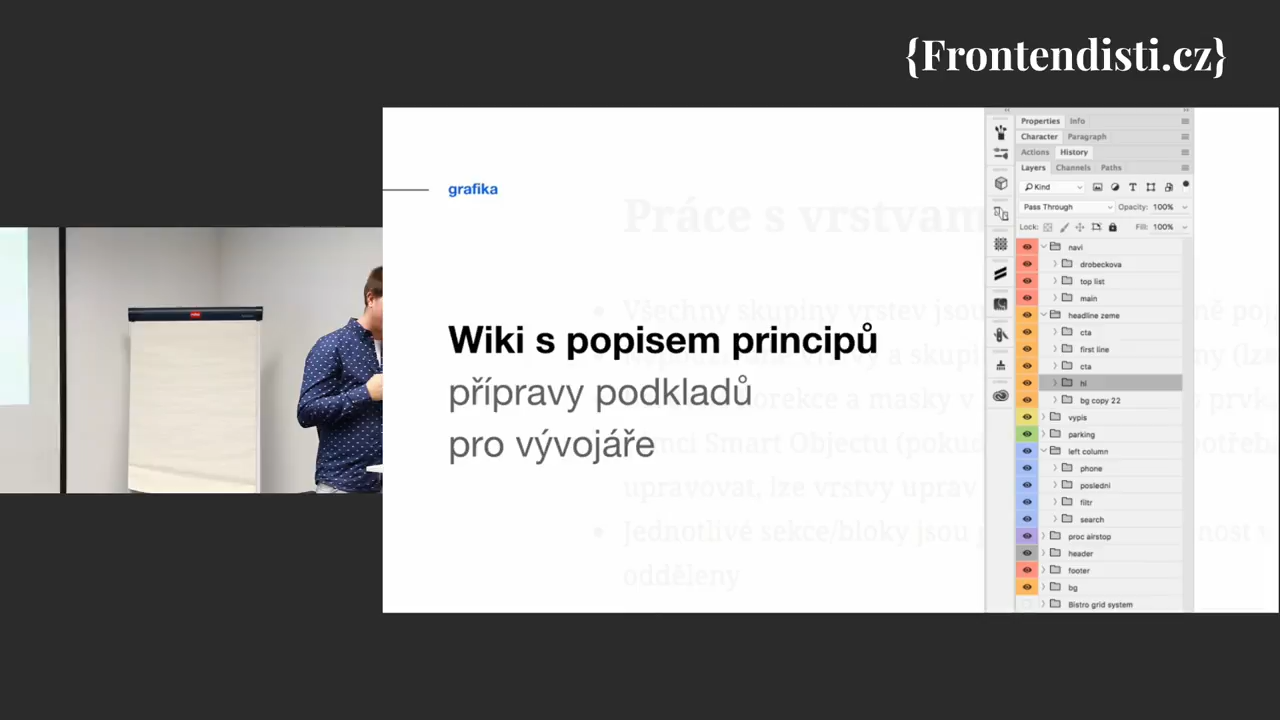 {Frontendisti.cz}
grafika
Práce s vrstvam
Wiki s popisem principů
přípravy podkladů
pro vývojáře
Všechny skupiny vrstev jsou
a skupi
korekce a masky v prvk
rámci Smart Objectu (pokud
upravovat, lze vrstvy uprav
Jednotlivé sekce/bloky jsou nost
odděleny
Properties Info
Character Paragraph
Actions History
Layers Channels Paths
Kind
Pass Through Opacity: 100%
Lock: Fill: 100%
navi
drobeckova
top list
main
headline zeme
cta
first line
cta
hl
bg copy 22
vypis
parking
left column
phone
posledni
filtr
search
proc airstop
header
footer
bg
Bistro grid system